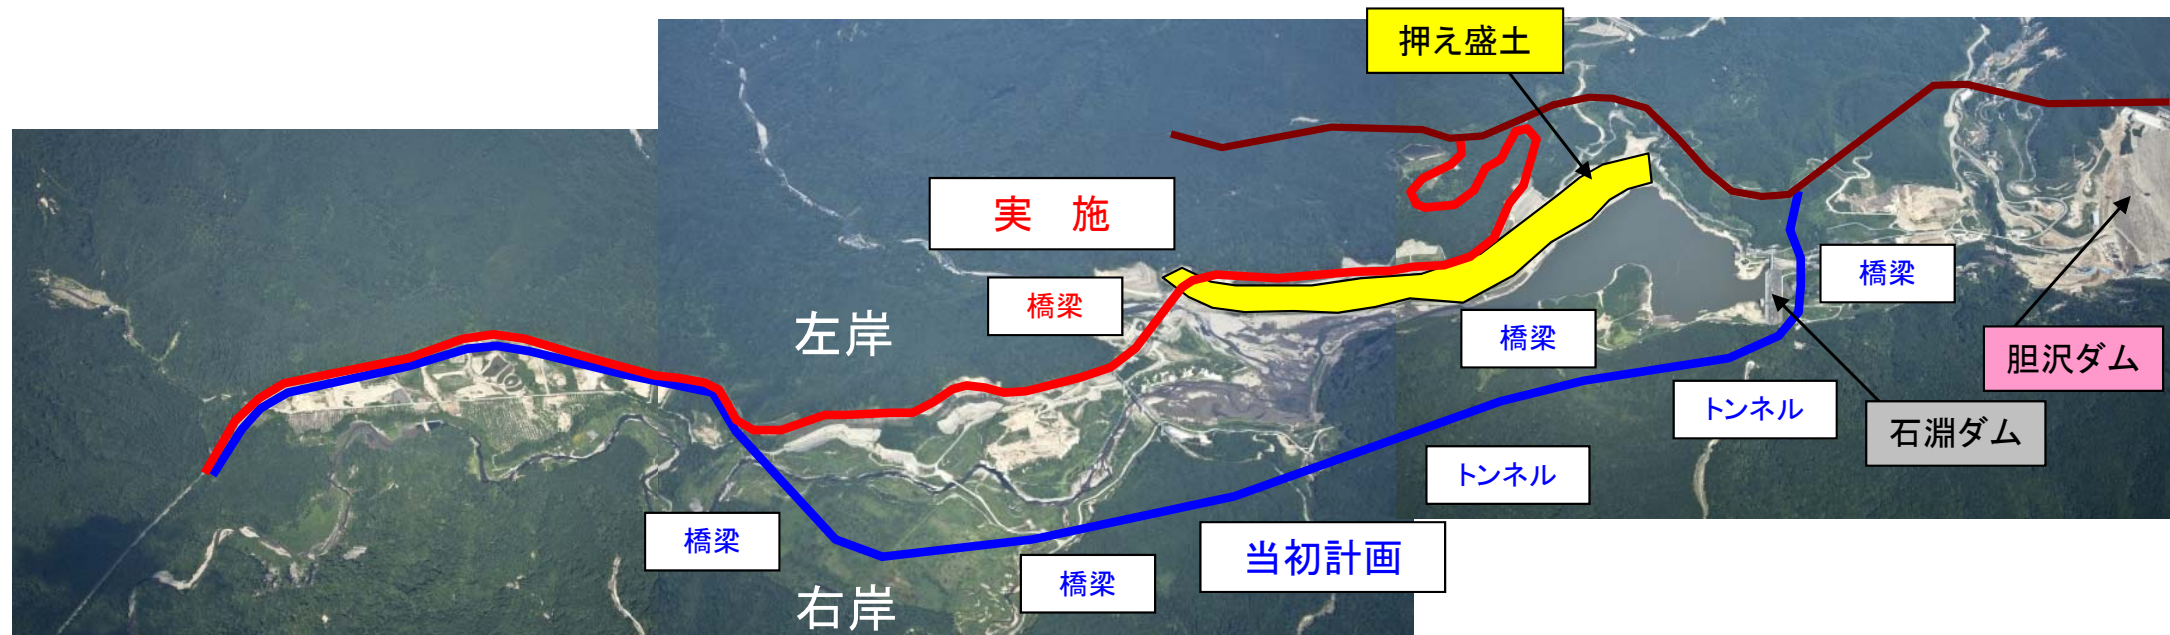 押え盛土
実 施
橋梁
左岸
橋梁
橋梁
胆沢ダム
トンネル
石淵ダム
トンネル
橋梁
当初計画
橋梁
右岸